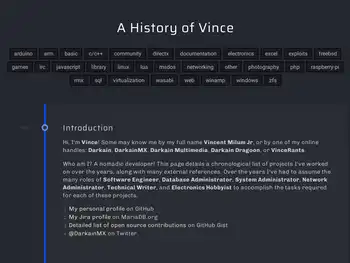 A History of Vince
arduino arm basic c/c++ community directx documentation electronics excel exploits freebsd
games irc javascript library linux lua modos networking other photography php raspberry pi
rmx sql virtualization wasabi web winamp windows zfs
Introduction
Hi, I'm Vince! Some may know me by my full name Vincent Milum Jr, or by one of my online
handles: Darkain, DarkainMX, Darkain Multimedia, Darkain Dragoon, or VinceRants.
Who am I? A nomadic developer! This page details a chronological list of projects I've worked
on over the years, along with many external references. Over the years I've had to assume the
many roles of Software Engineer, Database Administrator, System Administrator, Network
Administrator, Technical Writer, and Electronics Hobbyist to accomplish the tasks required
for each of these projects.
My personal profile on GitHub
My Jira profile on MariaDB.org
Detailed list of open source contributions on GitHub Gist
@DarkainMX on Twitter